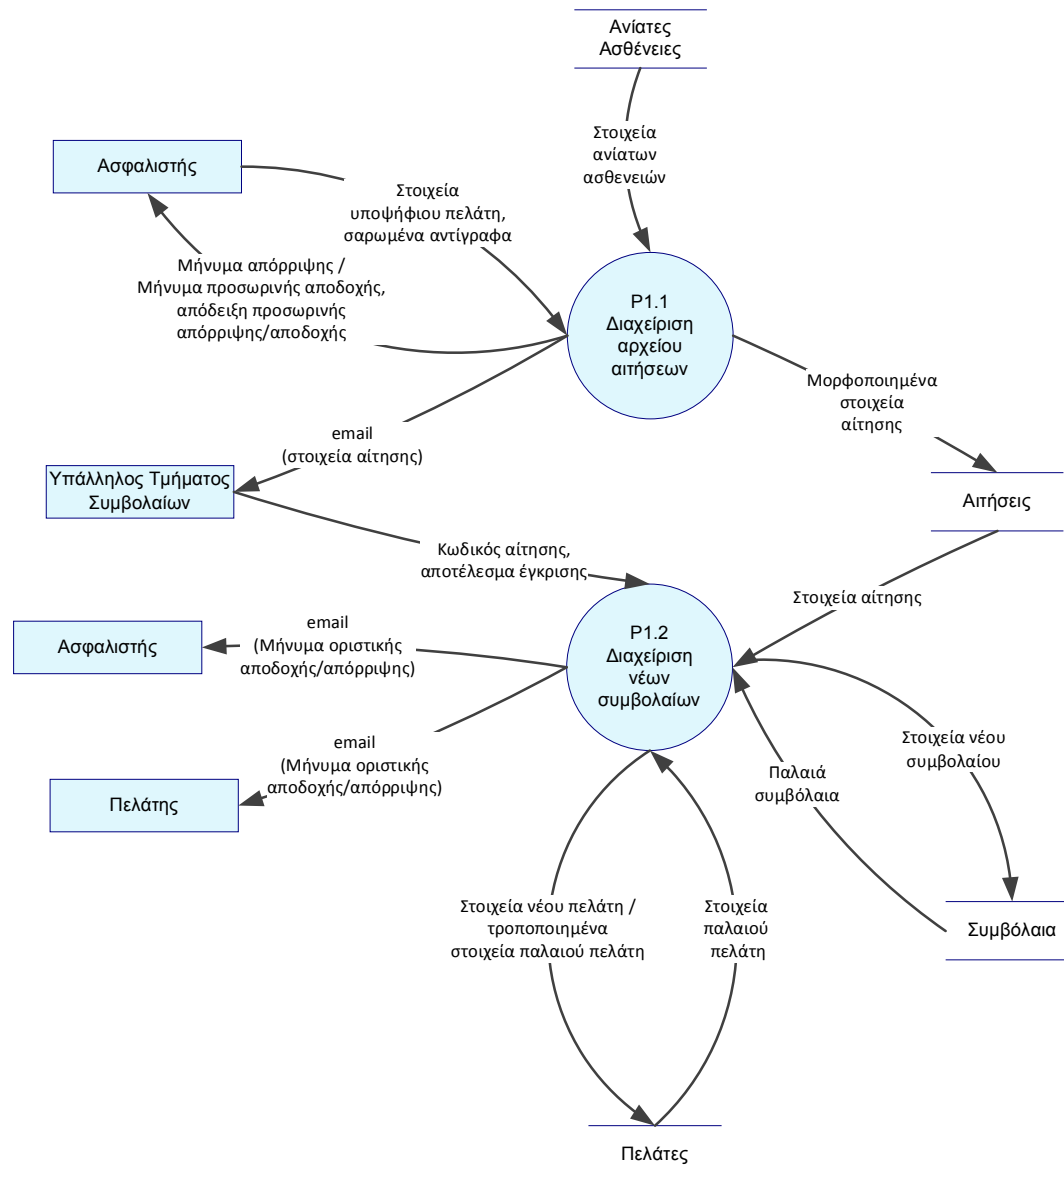 Ανίατες
Ασθένειες
Στοιχεία
ανίατων
ασθενειών
Ασφαλιστής
Στοιχεία
υποψήφιου πελάτη,
σαρωμένα αντίγραφα
Μήνυμα απόρριψης /
Μήνυμα προσωρινής αποδοχής,
απόδειξη προσωρινής
απόρριψης/αποδοχής
P1.1
Διαχείριση
αρχείου
αιτήσεων
Μορφοποιημένα
στοιχεία
αίτησης
email
(στοιχεία αίτησης)
Υπάλληλος Τμήματος
Συμβολαίων
Αιτήσεις
Κωδικός αίτησης,
αποτέλεσμα έγκρισης
Στοιχεία αίτησης
Ασφαλιστής
email
(Μήνυμα οριστικής
αποδοχής/απόρριψης)
P1.2
Διαχείριση
νέων
συμβολαίων
email
(Μήνυμα οριστικής
αποδοχής/απόρριψης)
Πελάτης
Στοιχεία νέου
συμβολαίου
Παλαιά
συμβόλαια
Στοιχεία νέου πελάτη /
τροποποιημένα
στοιχεία παλαιού πελάτη
Στοιχεία
παλαιού
πελάτη
Συμβόλαια
Πελάτες